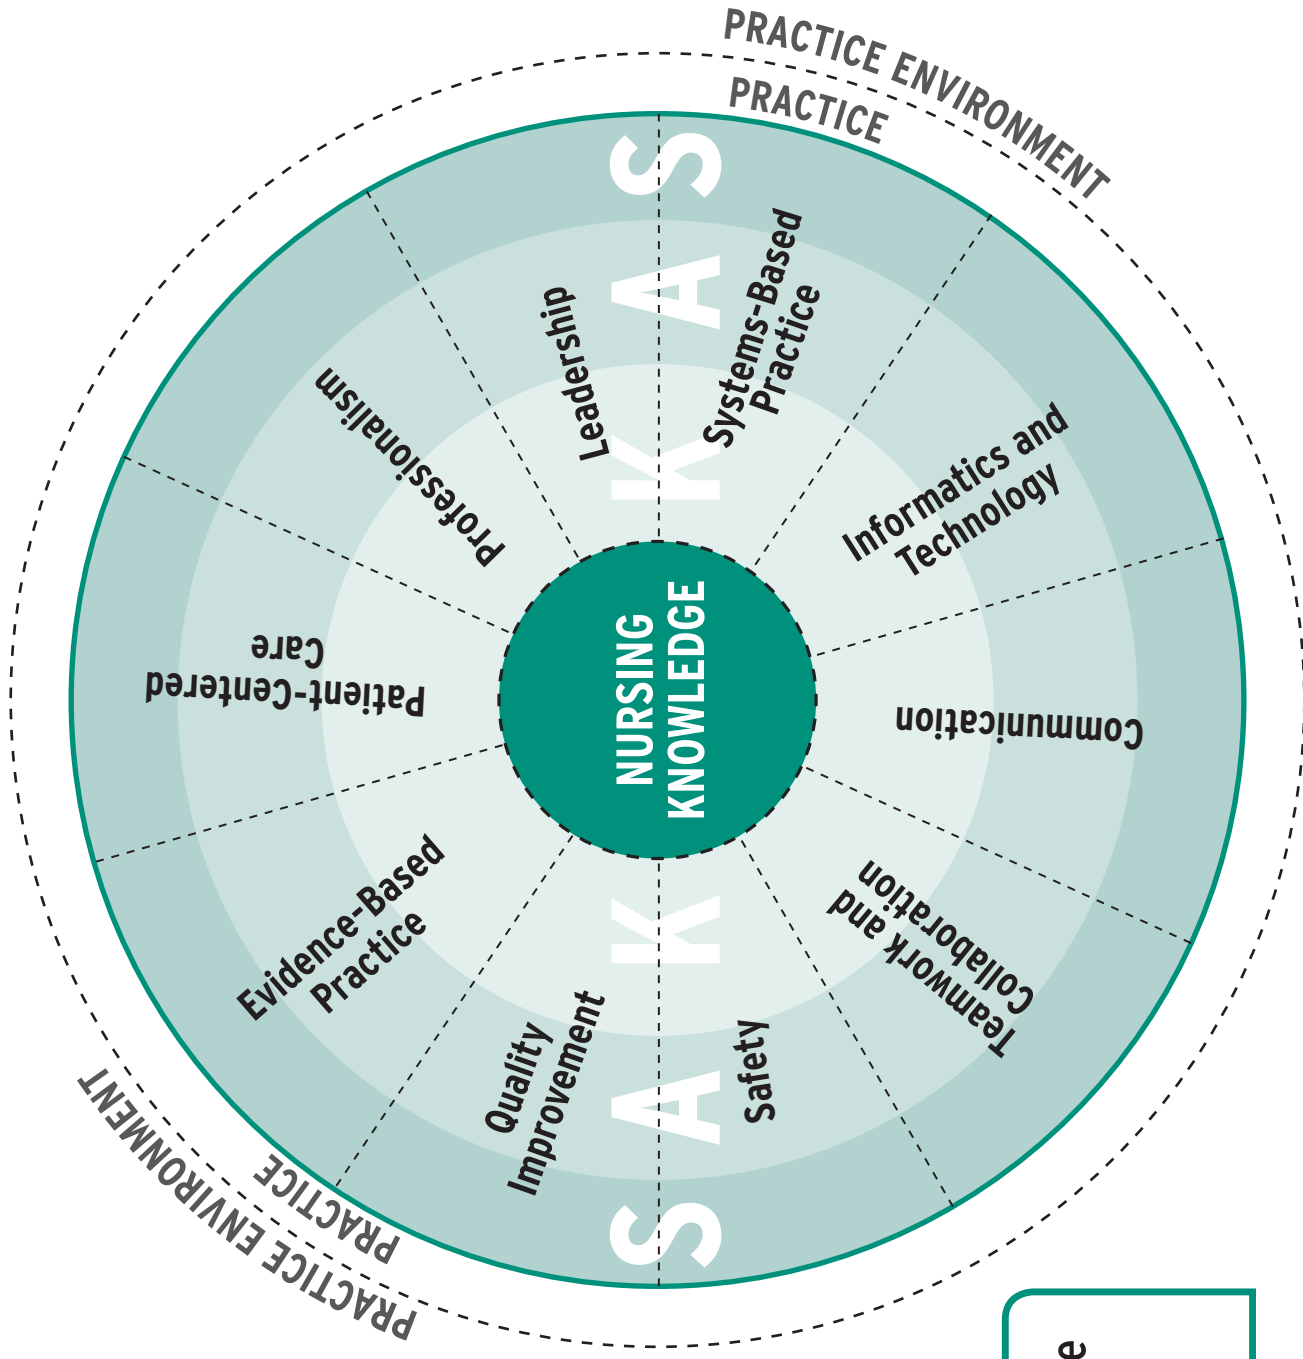 PRACTICE ENVIRONMENT
PRACTICE
S
A
K
Leadership
Systems-Based
Practice
Informatics and
Technology
Communication
Teamwork and
Collaboration
Safety
Quality
Improvement
Evidence-Based
Practice
Patient-Centered
Care
Professionalism
NURSING
KNOWLEDGE
K
A
S
PRACTICE
PRACTICE ENVIRONMENT
e